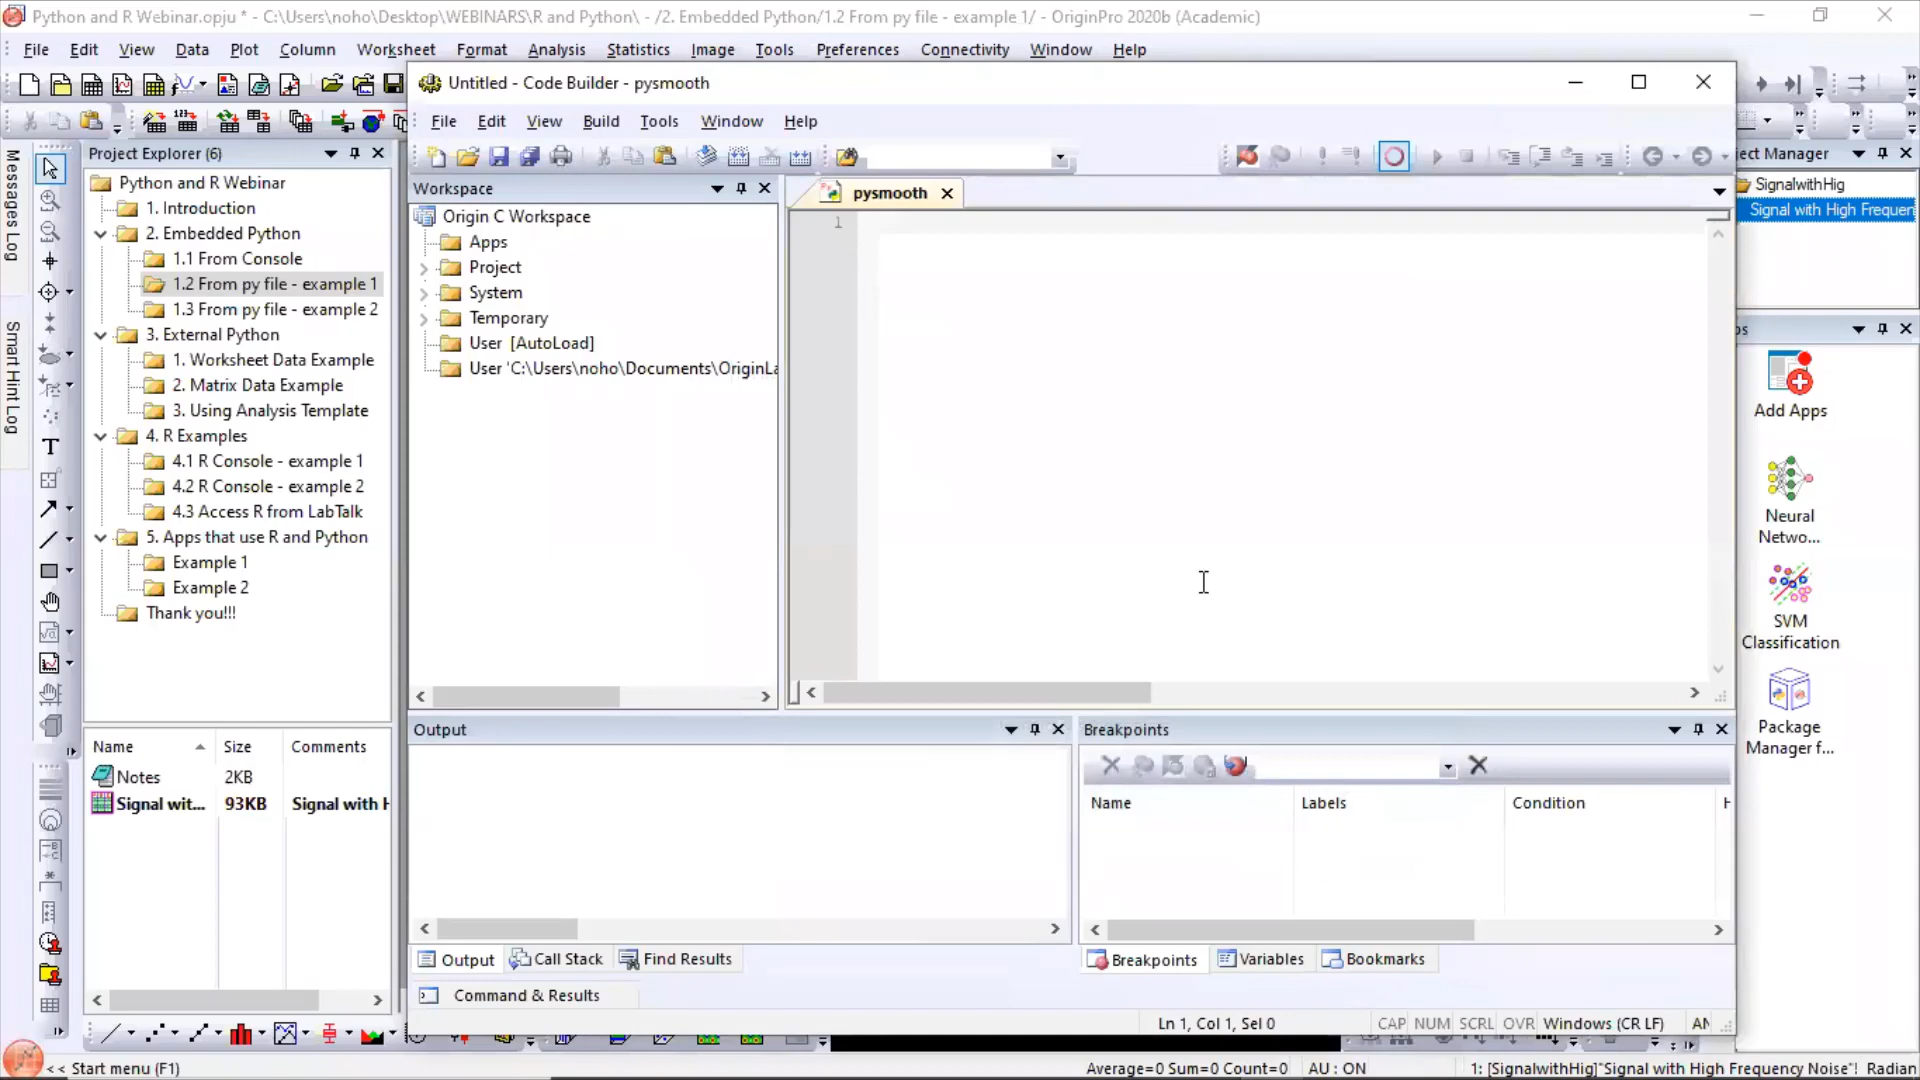 Python and R Webinar.opju * - C:\Users\noho\Desktop\WEBINARS\R and Python\ - /2. Embedded Python/1.2 From py file - example 1/ - OriginPro 2020b (Academic)
File Edit View Data Plot Column Worksheet Format Analysis Statistics Image Tools Preferences Connectivity Window Help
Untitled - Code Builder - pysmooth
File Edit View Build Tools Window Help
Messages Log
Smart Hint Log
Project Explorer (6)
Python and R Webinar
1. Introduction
2. Embedded Python
1.1 From Console
1.2 From py file - example 1
1.3 From py file - example 2
3. External Python
1. Worksheet Data Example
2. Matrix Data Example
3. Using Analysis Template
4. R Examples
4.1 R Console - example 1
4.2 R Console - example 2
4.3 Access R from LabTalk
5. Apps that use R and Python
Example 1
Example 2
Thank you!!!
Name Size Comments
Notes 2KB
Signal wit... 93KB Signal with H
Workspace
Origin C Workspace
Apps
Project
System
Temporary
User [AutoLoad]
User 'C:\Users\noho\Documents\OriginLa
pysmooth
1
Output
Breakpoints
Name Labels Condition
Output Call Stack Find Results
Breakpoints Variables Bookmarks
Command & Results
Ln 1, Col 1, Sel 0 CAP NUM SCRL OVR Windows (CR LF) AN
ject Manager
SignalwithHig
Signal with High Frequen
ps
Add Apps
Neural
Netwo...
SVM
Classification
Package
Manager f...
<< Start menu (F1)
Average=0 Sum=0 Count=0 AU : ON 1: [SignalwithHig]"Signal with High Frequency Noise"! Radian